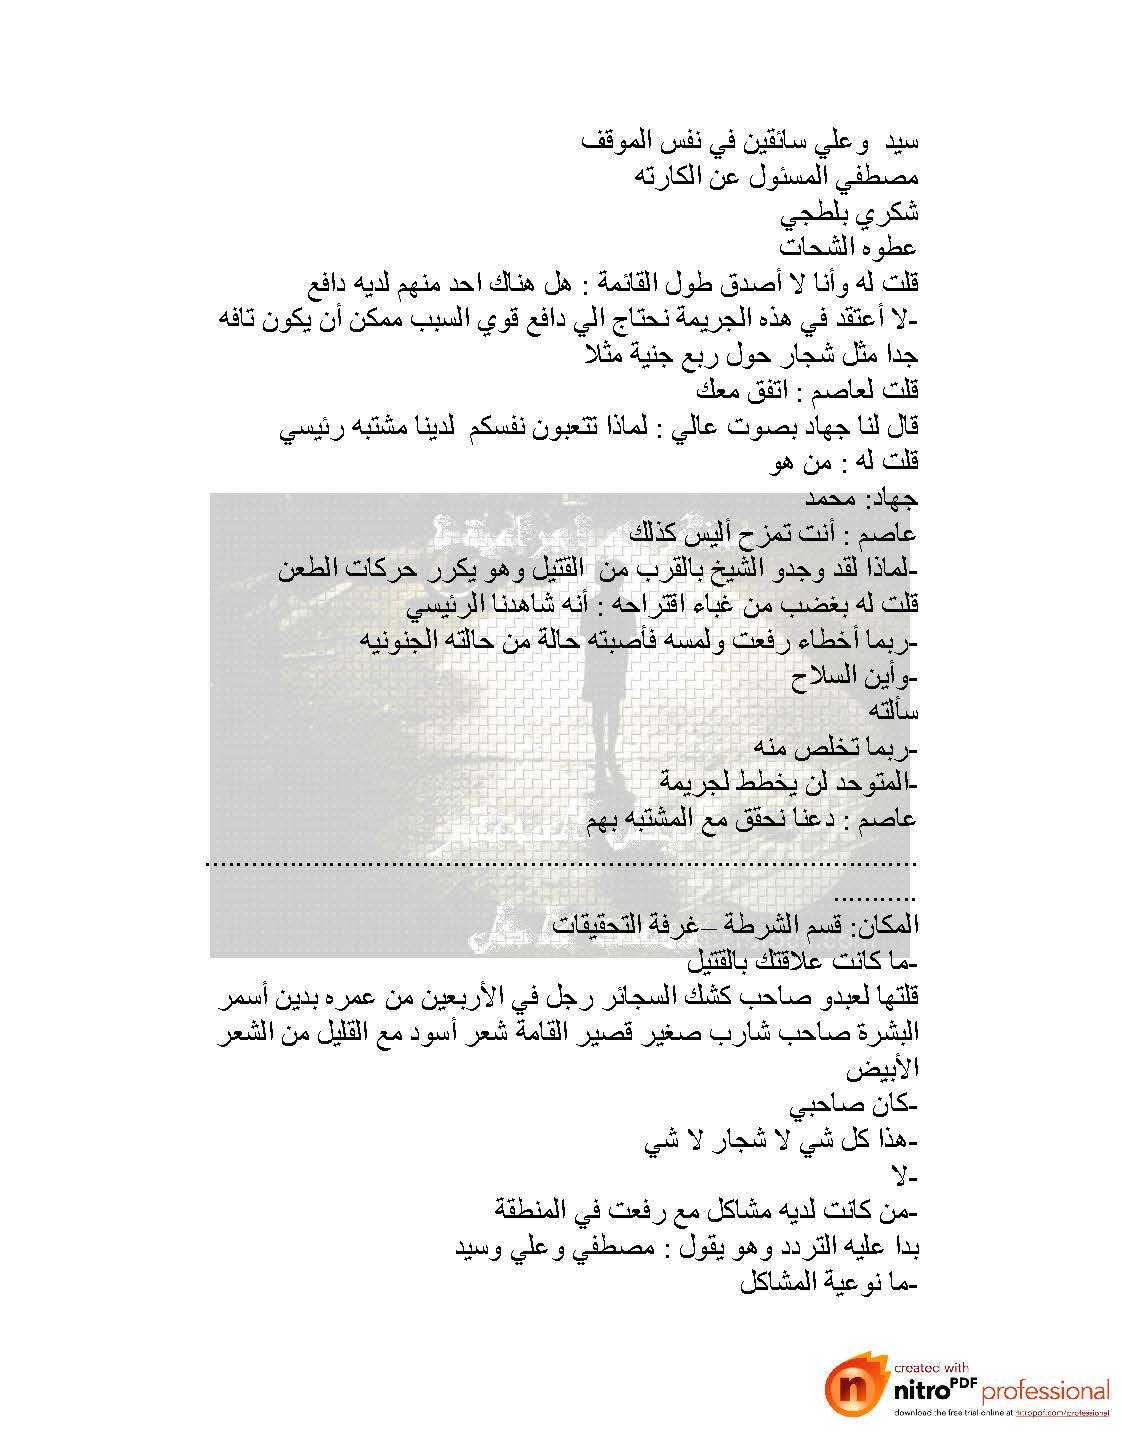 سيد  وعلي سائقين في نفس الموقف
مصطفي المسئول عن الكارته
شكري بلطجي
عطوه الشحات
قلت له وأنا لا أصدق طول القائمة : هل هناك احد منهم لديه دافع
-لا أعتقد في هذه الجريمة نحتاج الي دافع قوي السبب ممكن أن يكون تافه
جدا مثل شجار حول ربع جنية مثلا
قلت لعاصم : اتفق معك
قال لنا جهاد بصوت عالي : لماذا تتعبون نفسكم  لدينا مشتبه رئيسي
قلت له : من هو
جهاد: محمد
عاصم : أنت تمزح أليس كذلك
-لماذا لقد وجدو الشيخ بالقرب من  القتيل وهو يكرر حركات الطعن
قلت له بغضب من غباء اقتراحه : أنه شاهدنا الرئيسي
-ربما أخطاء رفعت ولمسه فأصبته حالة من حالته الجنونيه
-وأين السلاح
سألته
-ربما تخلص منه
-المتوحد لن يخطط لجريمة
عاصم : دعنا نحقق مع المشتبه بهم
............................................................................................
...........
المكان: قسم الشرطة –غرفة التحقيقات
-ما كانت علاقتك بالقتيل
قلتها لعبدو صاحب كشك السجائر رجل في الأربعين من عمره بدين أسمر
البشرة صاحب شارب صغير قصير القامة شعر أسود مع القليل من الشعر
الأبيض
-كان صاحبي
-هذا كل شي لا شجار لا شي
-لا
-من كانت لديه مشاكل مع رفعت في المنطقة
بدا عليه التردد وهو يقول : مصطفي وعلي وسيد
-ما نوعية المشاكل
created with
nitroPDF professional
download the free trial online at nitropdf.com/professional